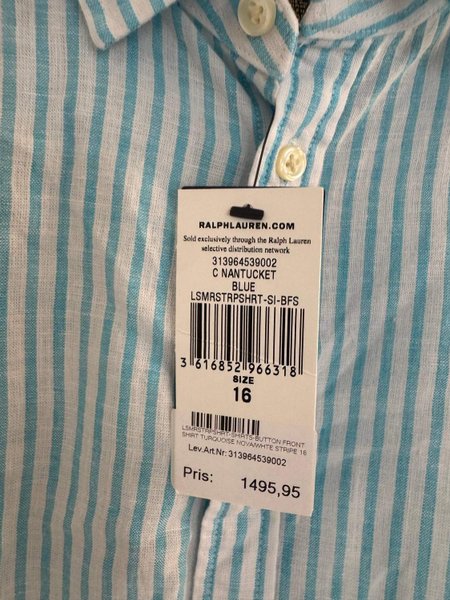 RALPHLAUREN.COM
Sold exclusively through the Ralph Lauren
selective distribution network
313964539002
C NANTUCKET
BLUE
LSMRSTRPSHRT-SI-BFS
3 616852 966318
SIZE
16
LSMRSTRPSHRT-SHIRTS-BUTTON FRONT
SHIRT TURQUOISE NOVA/WHTE STRIPE 16
Lev.Art.Nr: 313964539002
Pris: 1495,95